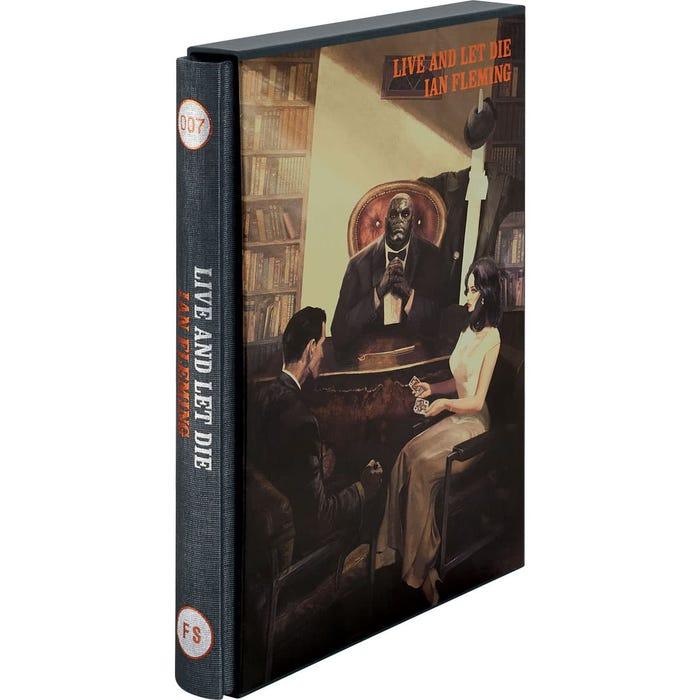 LIVE AND LET DIE
IAN FLEMING
007
LIVE AND LET DIE
IAN FLEMING
FS